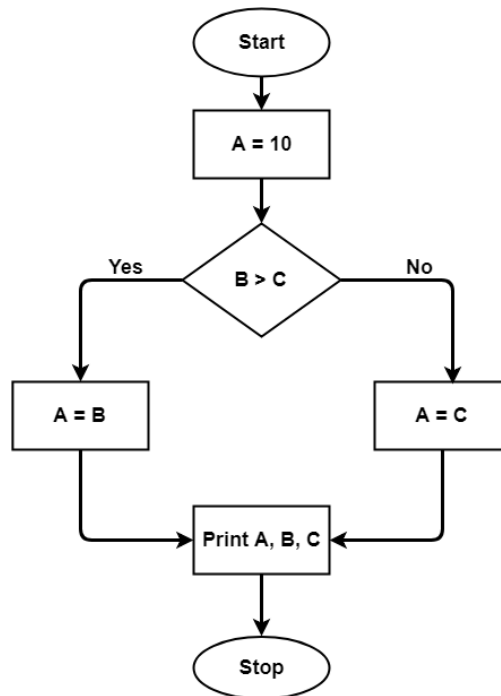 Start
A = 10
B > C
Yes
No
A = B
A = C
Print A, B, C
Stop